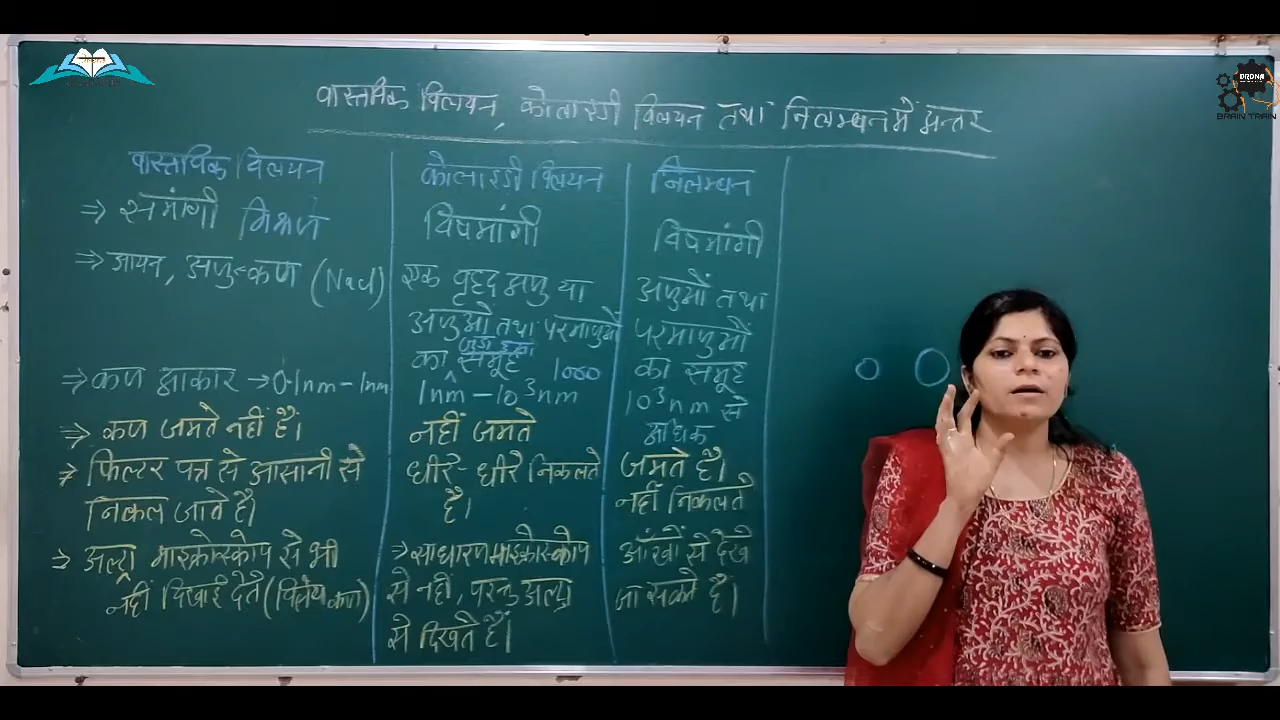 वास्तविक विलयन, कोलाइडी विलयन तथा निलम्बन में अन्तर
वास्तविक विलयन
⇒ समांगी मिश्रण
⇒ आयन, अणु-कण (Nacl)
⇒ कण आकार → 0.1nm - 1nm
⇒ कण जमते नहीं हैं।
⇒ फिल्टर पत्र से आसानी से
निकल जाते है।
⇒ अल्ट्रा माइक्रोस्कोप से भी
नहीं दिखाई देते (विलेय कण)
कोलाइडी विलयन
विषमांगी
एक वृहद अणु या
अणुओं तथा परमाणुओं
का समूह 1000
1nm - 10³nm
नहीं जमते
धीरे-धीरे निकलते
है।
→ साधारण माइक्रोस्कोप
से नहीं, परन्तु अल्ट्रा
से दिखते हैं।
निलम्बन
विषमांगी
अणुओं तथा
परमाणुओं
का समूह
10³nm से
अधिक
जमते है।
नहीं निकलते
आँखों से देखे
जा सकते हैं।
DRONA
BRAIN TRAIN